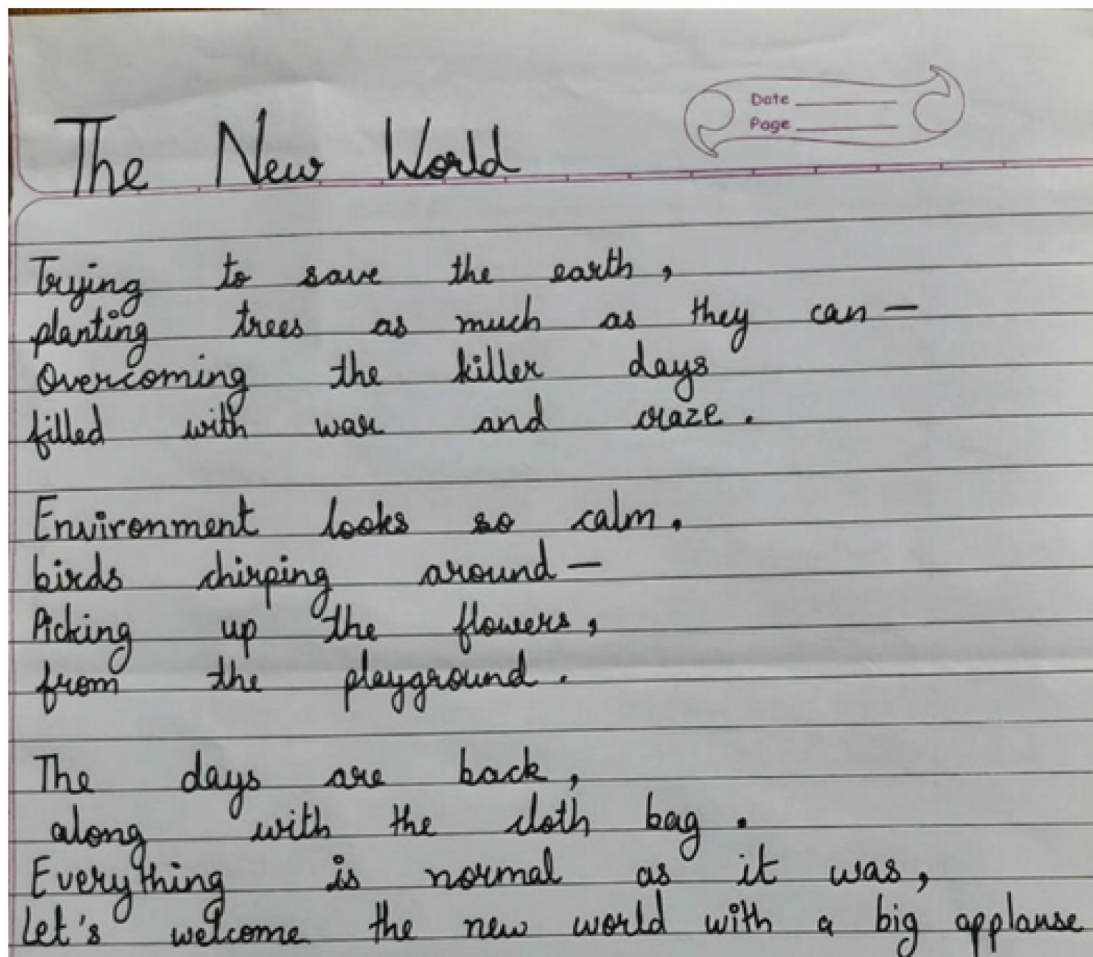 Date
Page
The New World
Trying to save the earth,
planting trees as much as they can —
Overcoming the killer days
filled with war and craze.
Environment looks so calm.
birds chirping around —
Picking up the flowers,
from the playground.
The days are back,
along with the cloth bag.
Everything is normal as it was,
Let's welcome the new world with a big applause